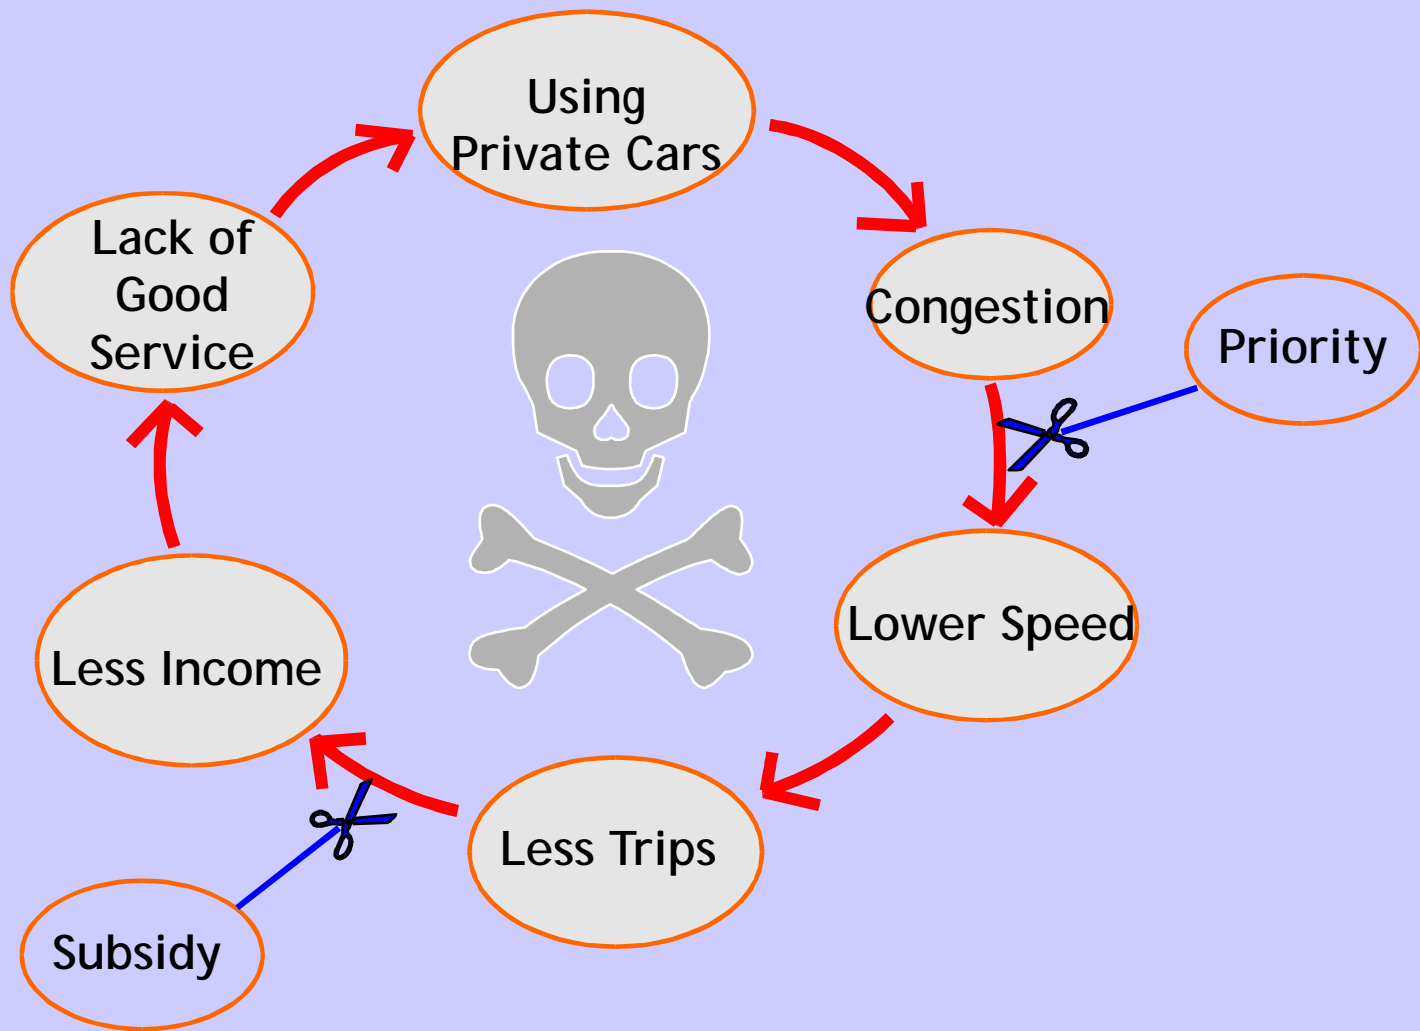 Using
Private Cars
Lack of
Good
Service
Congestion
Priority
Lower Speed
Less Income
Less Trips
Subsidy